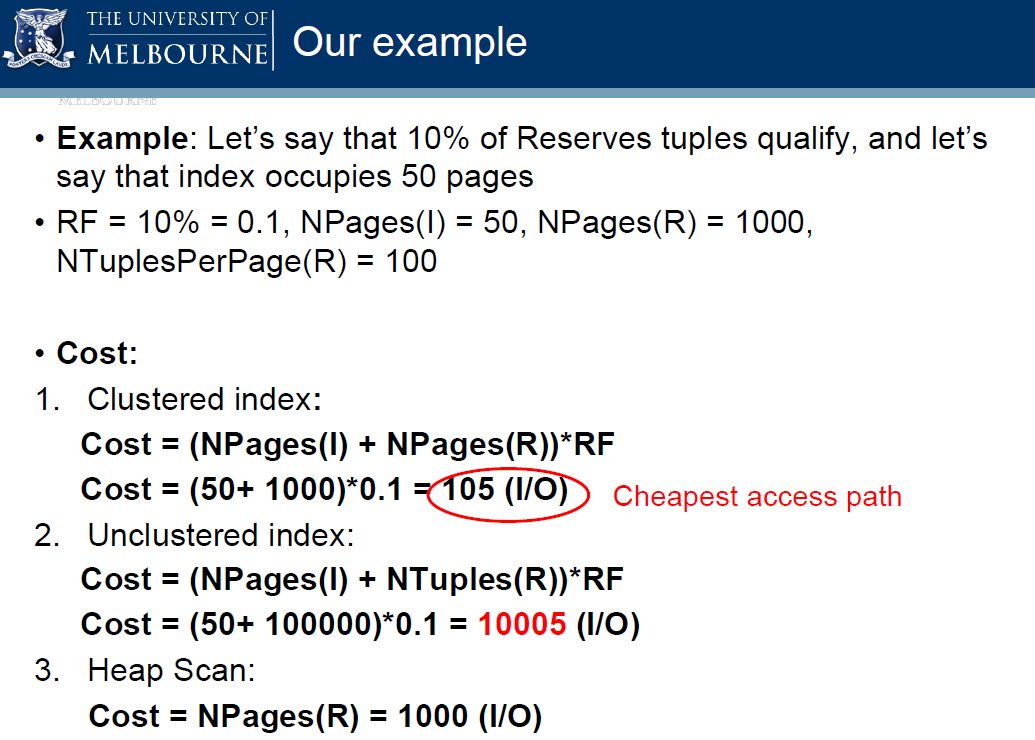 THE UNIVERSITY OF
MELBOURNE
Our example
MELBOURNE
• Example: Let’s say that 10% of Reserves tuples qualify, and let’s
say that index occupies 50 pages
• RF = 10% = 0.1, NPages(I) = 50, NPages(R) = 1000,
NTuplesPerPage(R) = 100
• Cost:
1. Clustered index:
Cost = (NPages(I) + NPages(R))*RF
Cost = (50+ 1000)*0.1 = 105 (I/O) Cheapest access path
2. Unclustered index:
Cost = (NPages(I) + NTuples(R))*RF
Cost = (50+ 100000)*0.1 = 10005 (I/O)
3. Heap Scan:
Cost = NPages(R) = 1000 (I/O)